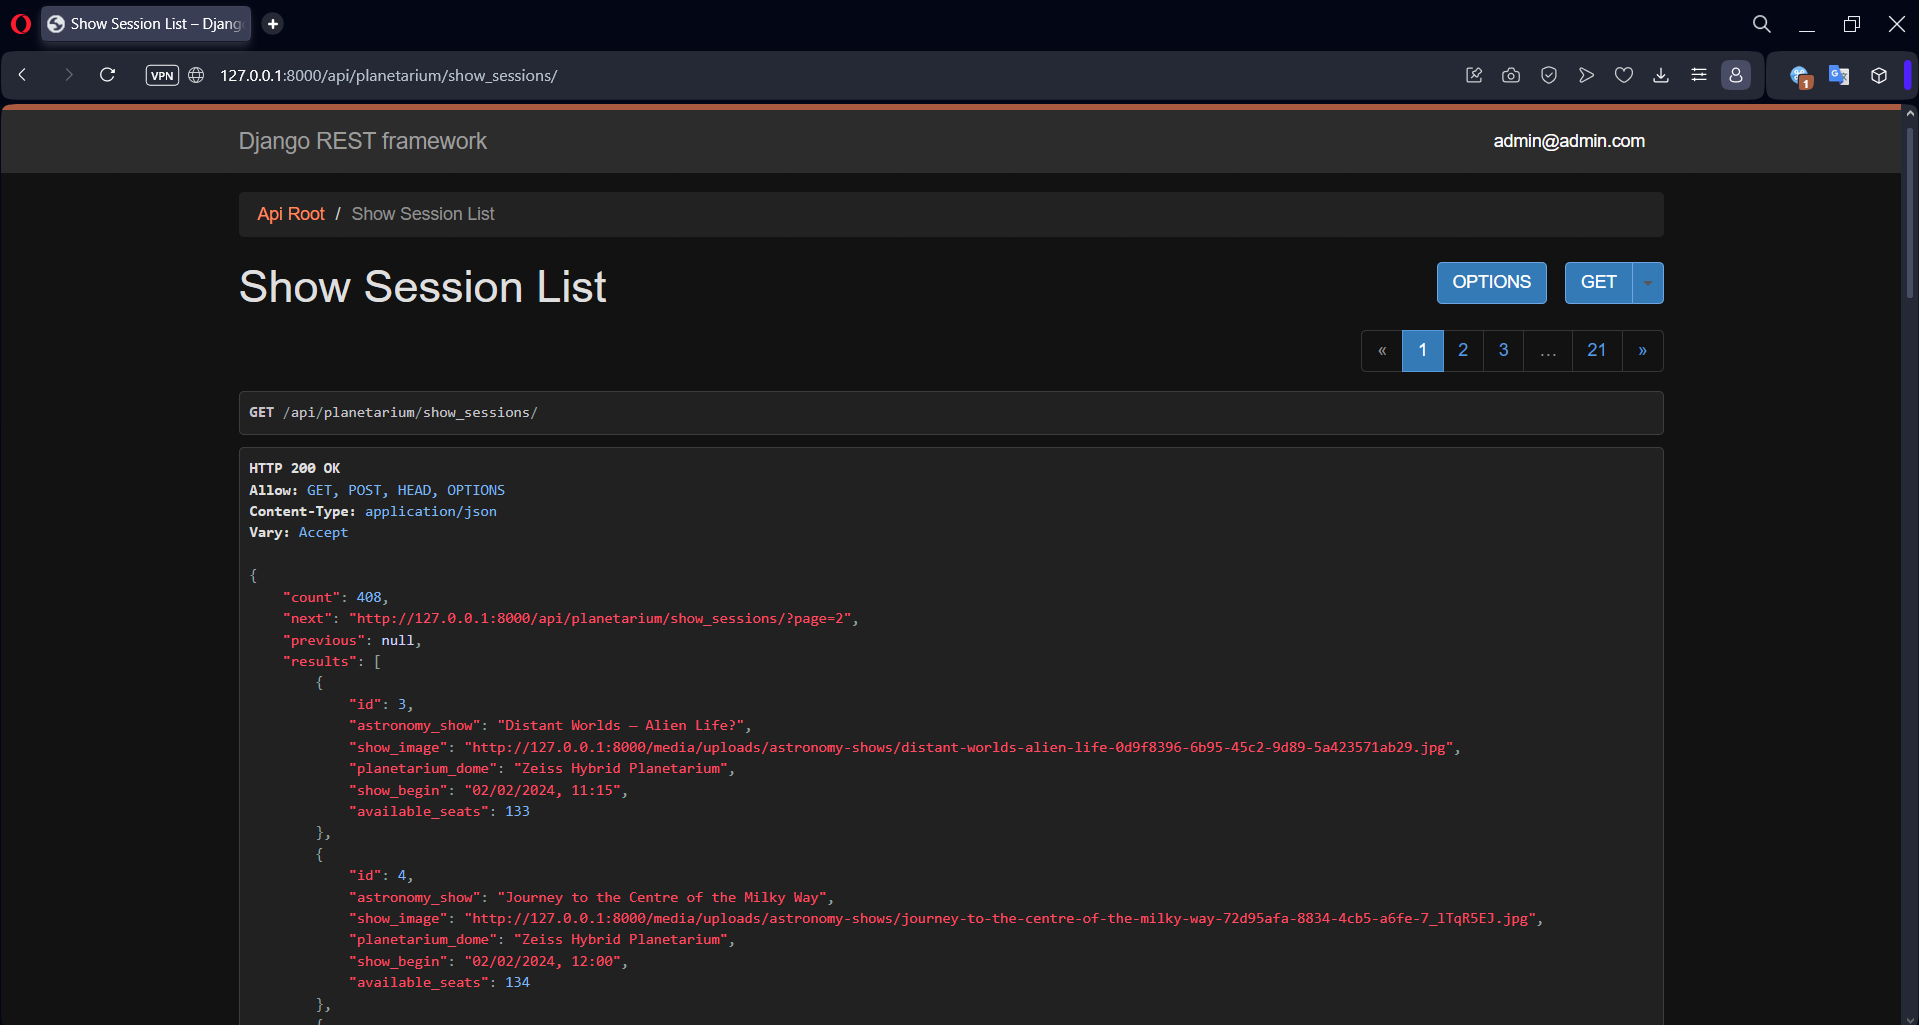 Show Session List – Djang
VPN 127.0.0.1:8000/api/planetarium/show_sessions/
1
Django REST framework
admin@admin.com
Api Root / Show Session List
Show Session List
OPTIONS GET
« 1 2 3 … 21 »
GET /api/planetarium/show_sessions/
HTTP 200 OK
Allow: GET, POST, HEAD, OPTIONS
Content-Type: application/json
Vary: Accept
{
"count": 408,
"next": "http://127.0.0.1:8000/api/planetarium/show_sessions/?page=2",
"previous": null,
"results": [
{
"id": 3,
"astronomy_show": "Distant Worlds – Alien Life?",
"show_image": "http://127.0.0.1:8000/media/uploads/astronomy-shows/distant-worlds-alien-life-0d9f8396-6b95-45c2-9d89-5a423571ab29.jpg",
"planetarium_dome": "Zeiss Hybrid Planetarium",
"show_begin": "02/02/2024, 11:15",
"available_seats": 133
},
{
"id": 4,
"astronomy_show": "Journey to the Centre of the Milky Way",
"show_image": "http://127.0.0.1:8000/media/uploads/astronomy-shows/journey-to-the-centre-of-the-milky-way-72d95afa-8834-4cb5-a6fe-7_lTqR5EJ.jpg",
"planetarium_dome": "Zeiss Hybrid Planetarium",
"show_begin": "02/02/2024, 12:00",
"available_seats": 134
},
{